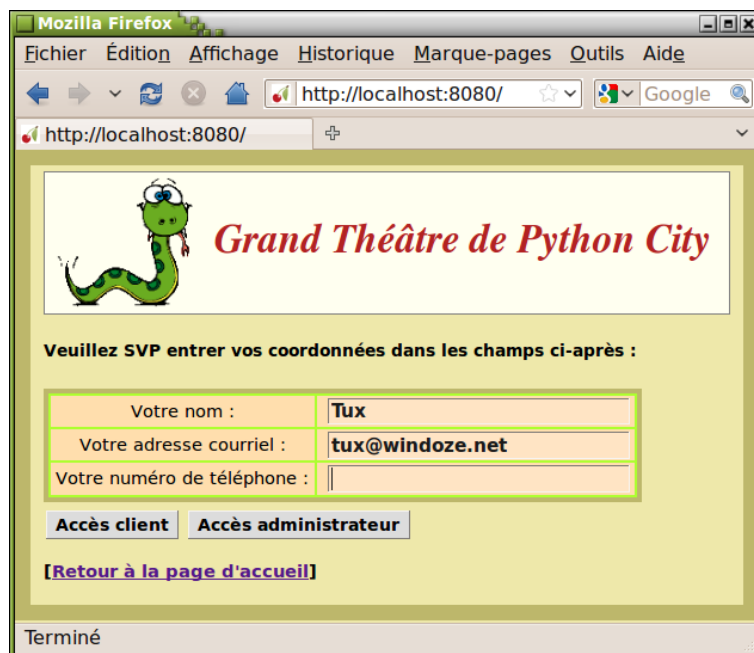 Mozilla Firefox
Fichier Édition Affichage Historique Marque-pages Outils Aide
http://localhost:8080/ Google
http://localhost:8080/
Grand Théâtre de Python City
Veuillez SVP entrer vos coordonnées dans les champs ci-après :
Votre nom : Tux
Votre adresse courriel : tux@windoze.net
Votre numéro de téléphone :
Accès client Accès administrateur
[Retour à la page d'accueil]
Terminé